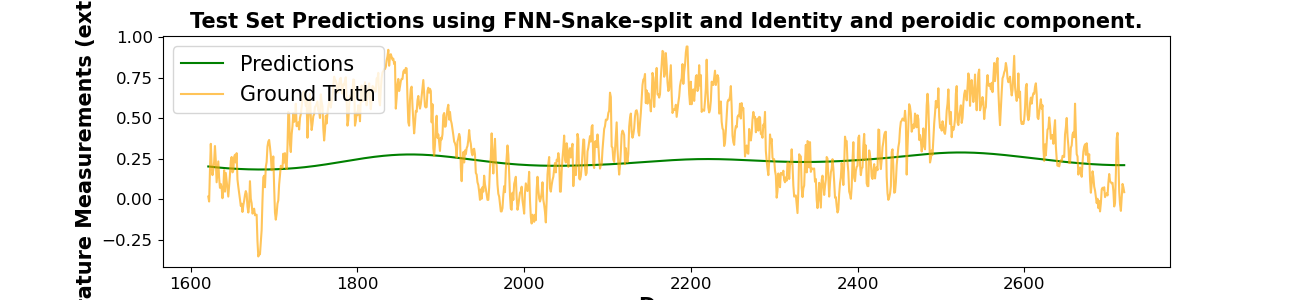 Test Set Predictions using FNN-Snake-split and Identity and peroidic component.
1.00
0.75
0.50
0.25
0.00
−0.25
Predictions
Ground Truth
1600 1800 2000 2200 2400 2600
Measurements